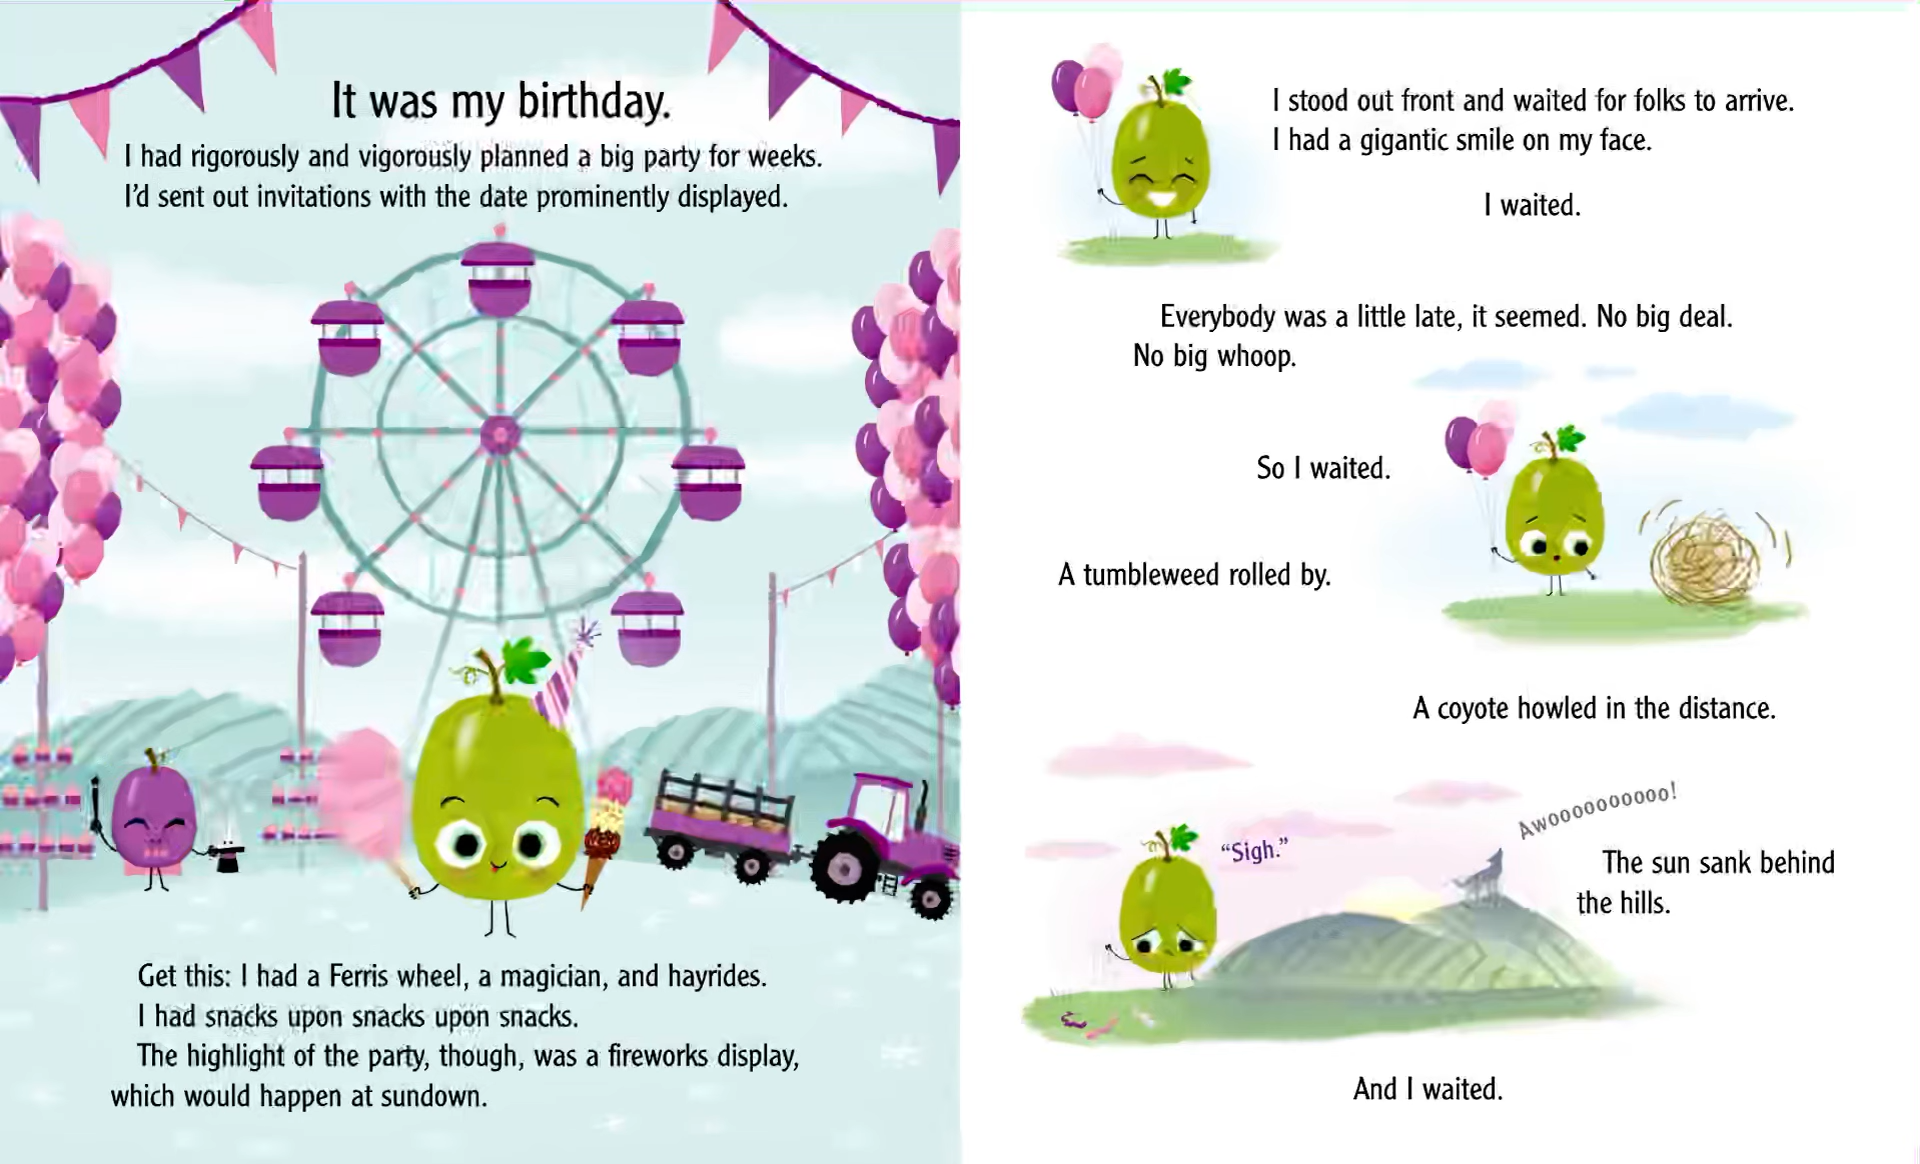 It was my birthday.
I had rigorously and vigorously planned a big party for weeks.
I'd sent out invitations with the date prominently displayed.
Get this: I had a Ferris wheel, a magician, and hayrides.
I had snacks upon snacks upon snacks.
The highlight of the party, though, was a fireworks display,
which would happen at sundown.
I stood out front and waited for folks to arrive.
I had a gigantic smile on my face.
I waited.
Everybody was a little late, it seemed. No big deal.
No big whoop.
So I waited.
A tumbleweed rolled by.
A coyote howled in the distance.
Awoooooooooo!
“Sigh.”
The sun sank behind
the hills.
And I waited.